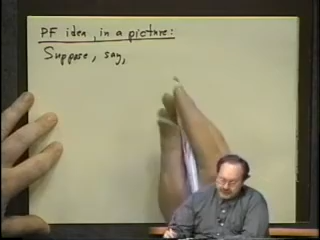 PF idea, in a picture:
Suppose, say,